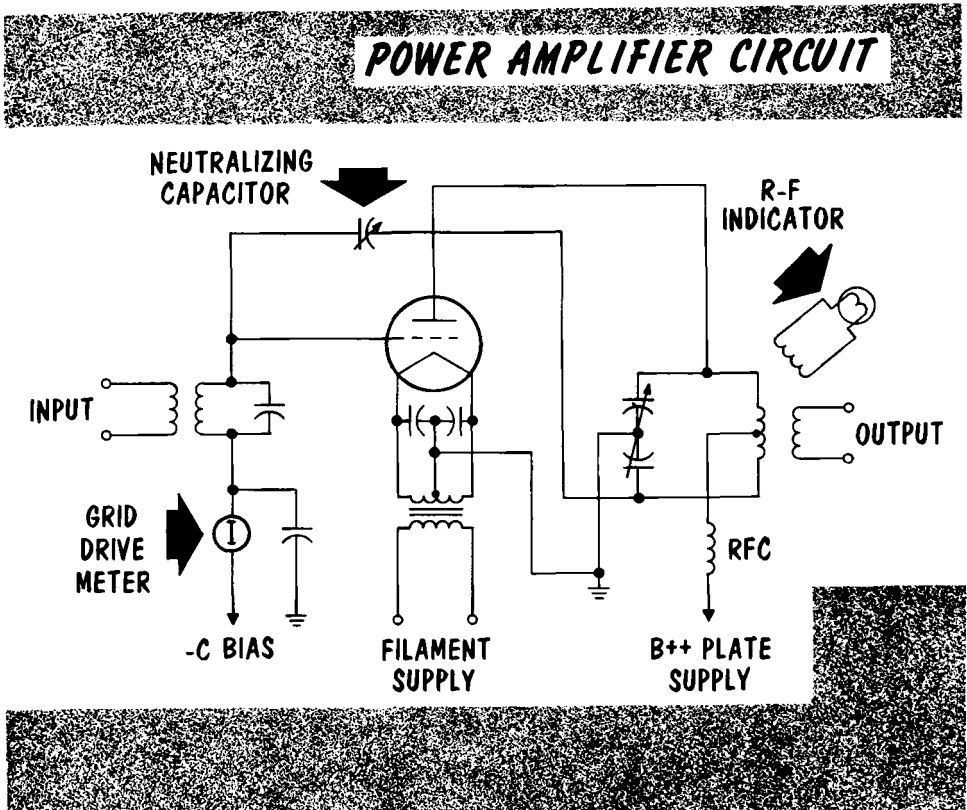 POWER AMPLIFIER CIRCUIT
NEUTRALIZING
CAPACITOR
R-F
INDICATOR
INPUT
OUTPUT
GRID
DRIVE
METER
I
RFC
-C BIAS
FILAMENT
SUPPLY
B++ PLATE
SUPPLY